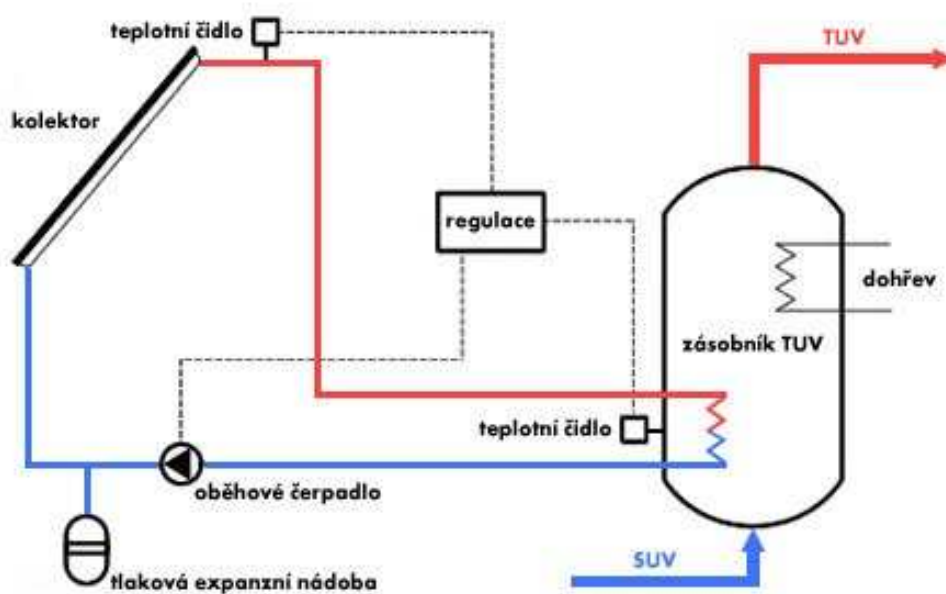 teplotní čidlo
TUV
kolektor
regulace
dohřev
zásobník TUV
teplotní čidlo
oběhové čerpadlo
SUV
tlaková expanzní nádoba